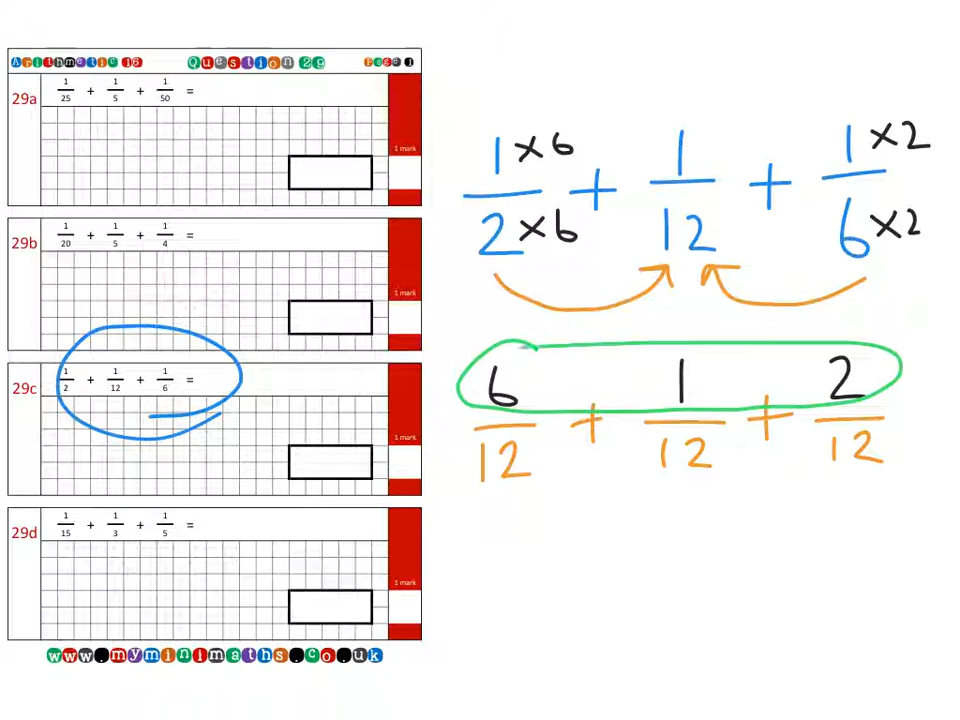 Arithmetic 16 Question 29 Page 1
29a 1/25 + 1/5 + 1/50 =
1 mark
29b 1/20 + 1/5 + 1/4 =
1 mark
29c 1/2 + 1/12 + 1/6 =
1 mark
29d 1/15 + 1/3 + 1/5 =
1 mark
www.myminimaths.co.uk
1 ×6 1 1 ×2
+ +
2 ×6 12 6 ×2
6 1 2
+ +
12 12 12